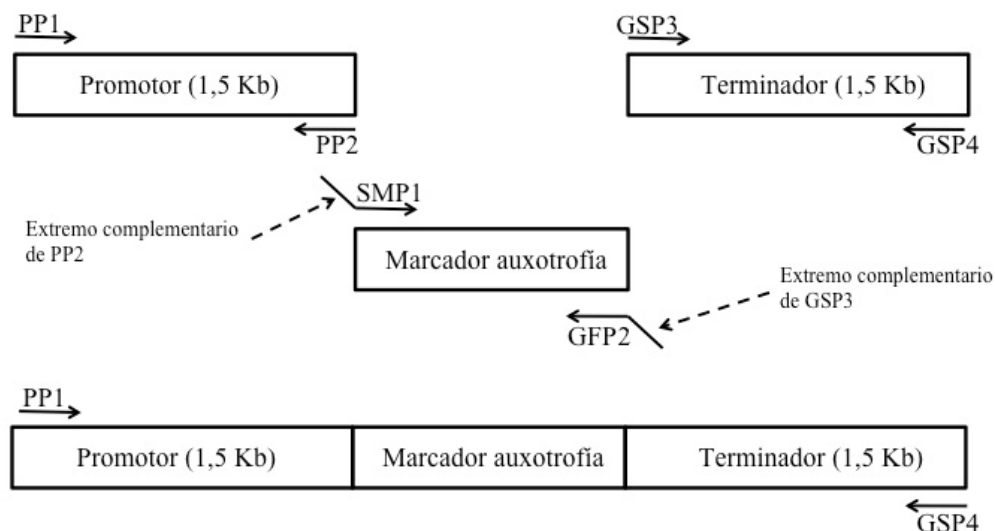 PP1
GSP3
Promotor (1,5 Kb)
Terminador (1,5 Kb)
PP2
GSP4
SMP1
Extremo complementario
de PP2
Marcador auxotrofía
Extremo complementario
de GSP3
GFP2
PP1
Promotor (1,5 Kb)
Marcador auxotrofía
Terminador (1,5 Kb)
GSP4